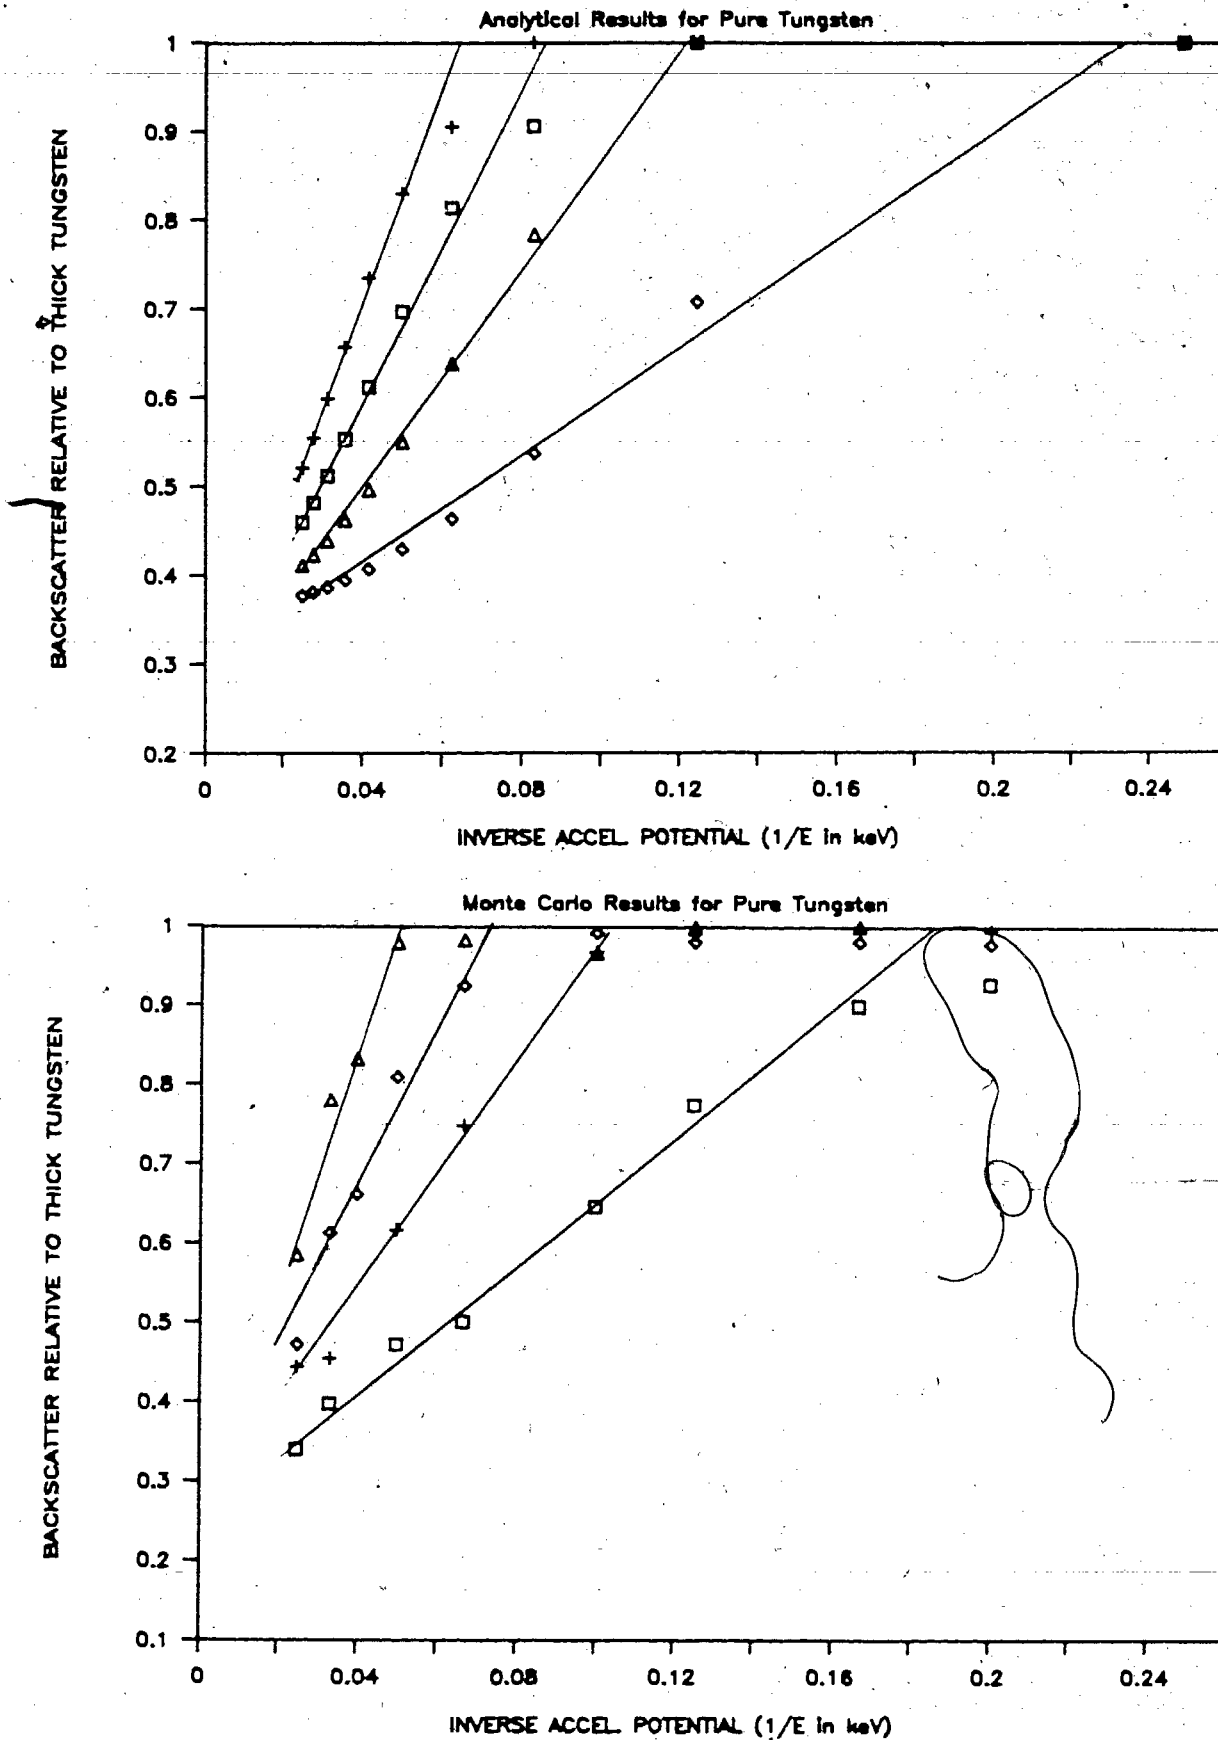 Analytical Results for Pure Tungsten
1
0.9
0.8
0.7
0.6
0.5
0.4
0.3
0.2
BACKSCATTER RELATIVE TO THICK TUNGSTEN
0 0.04 0.08 0.12 0.16 0.2 0.24
INVERSE ACCEL. POTENTIAL (1/E in keV)
Monte Carlo Results for Pure Tungsten
1
0.9
0.8
0.7
0.6
0.5
0.4
0.3
0.2
0.1
BACKSCATTER RELATIVE TO THICK TUNGSTEN
0 0.04 0.08 0.12 0.16 0.2 0.24
INVERSE ACCEL. POTENTIAL (1/E in keV)